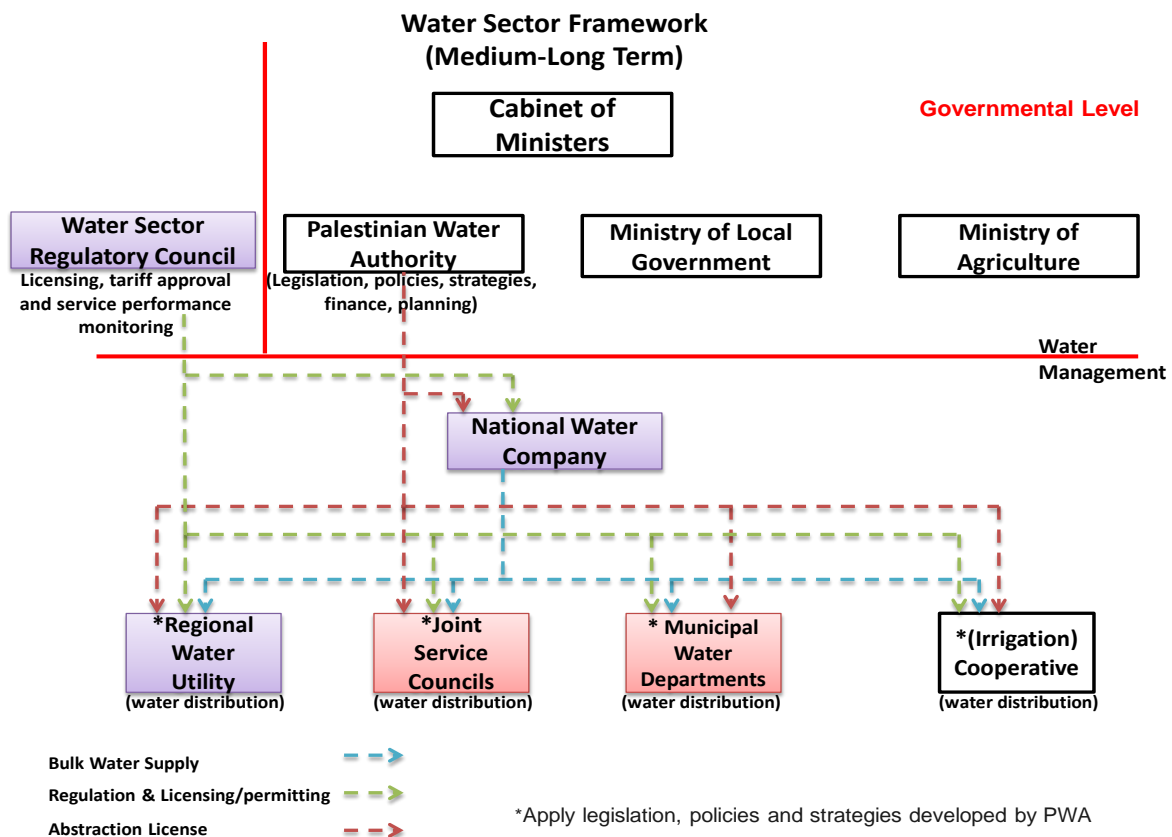 Water Sector Framework
(Medium-Long Term)
Cabinet of
Ministers
Governmental Level
Water Sector
Regulatory Council
Licensing, tariff approval
and service performance
monitoring
Palestinian Water
Authority
(Legislation, policies, strategies,
finance, planning)
Ministry of Local
Government
Ministry of
Agriculture
Water
Management
National Water
Company
*Regional
Water
Utility
(water distribution)
*Joint
Service
Councils
(water distribution)
* Municipal
Water
Departments
(water distribution)
*(Irrigation)
Cooperative
(water distribution)
Bulk Water Supply
Regulation & Licensing/permitting
Abstraction License
*Apply legislation, policies and strategies developed by PWA